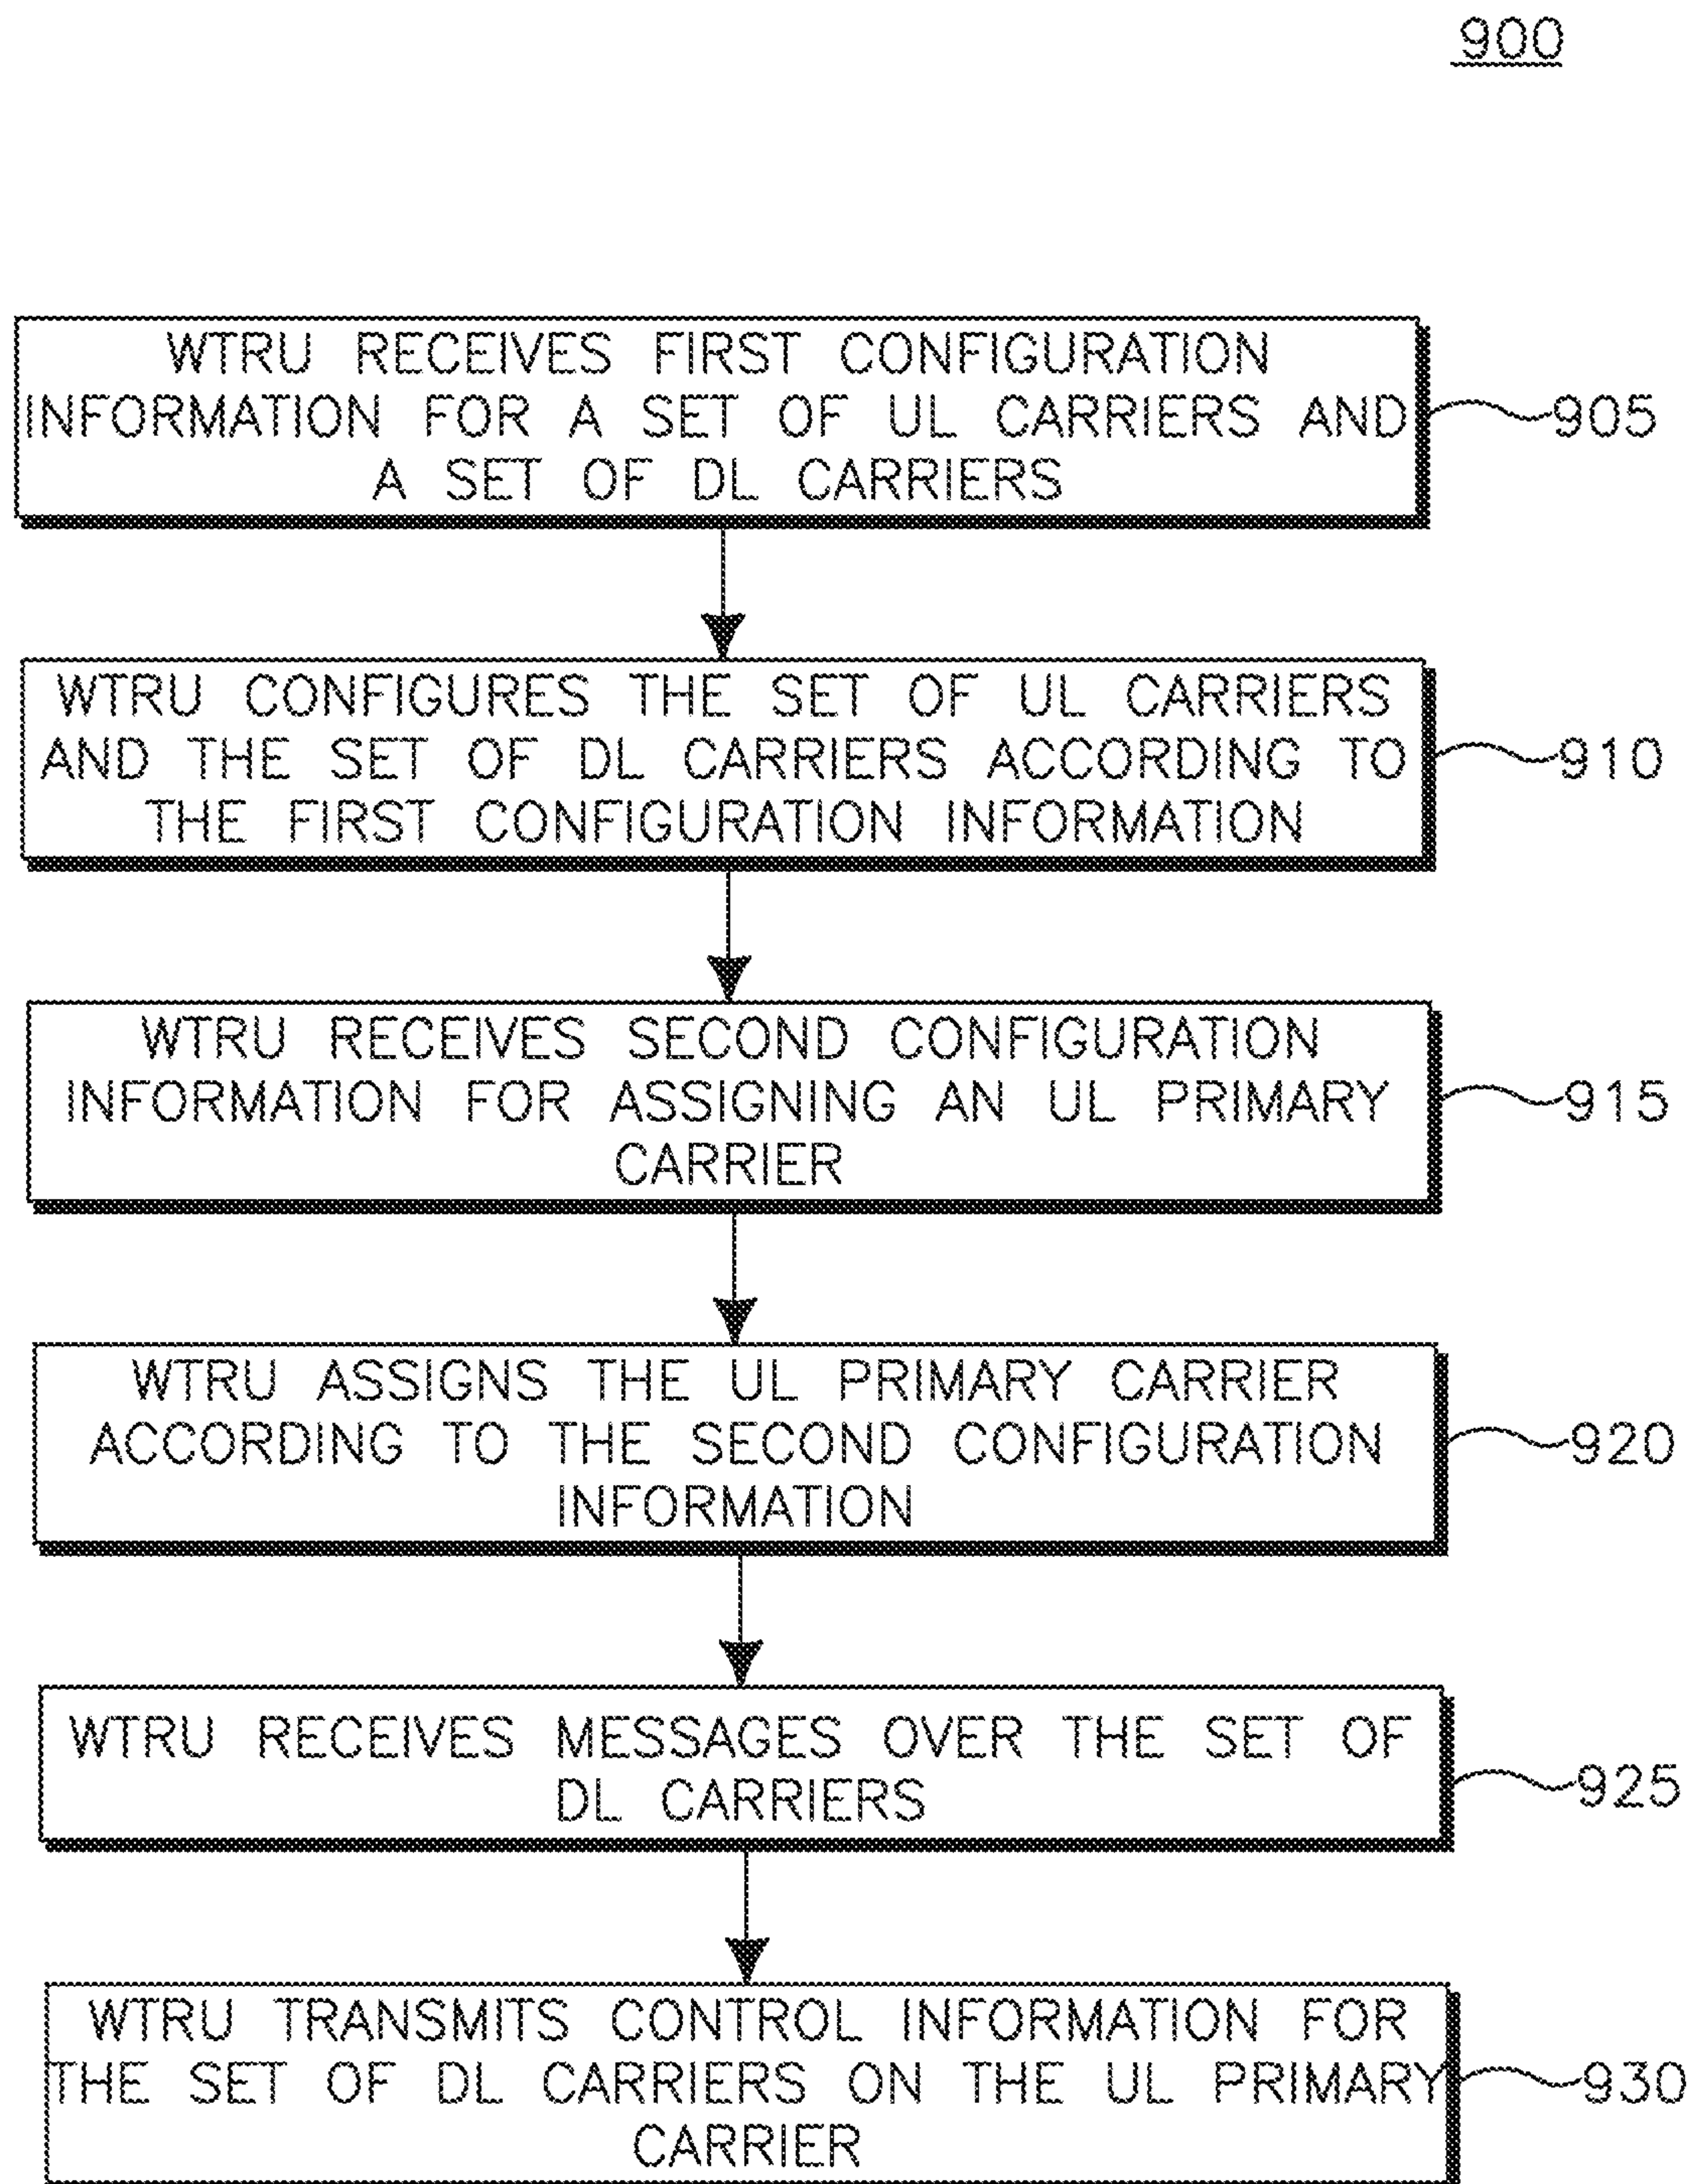 900
WTRU RECEIVES FIRST CONFIGURATION
INFORMATION FOR A SET OF UL CARRIERS AND
A SET OF DL CARRIERS
905
WTRU CONFIGURES THE SET OF UL CARRIERS
AND THE SET OF DL CARRIERS ACCORDING TO
THE FIRST CONFIGURATION INFORMATION
910
WTRU RECEIVES SECOND CONFIGURATION
INFORMATION FOR ASSIGNING AN UL PRIMARY
CARRIER
915
WTRU ASSIGNS THE UL PRIMARY CARRIER
ACCORDING TO THE SECOND CONFIGURATION
INFORMATION
920
WTRU RECEIVES MESSAGES OVER THE SET OF
DL CARRIERS
925
WTRU TRANSMITS CONTROL INFORMATION FOR
THE SET OF DL CARRIERS ON THE UL PRIMARY
CARRIER
930